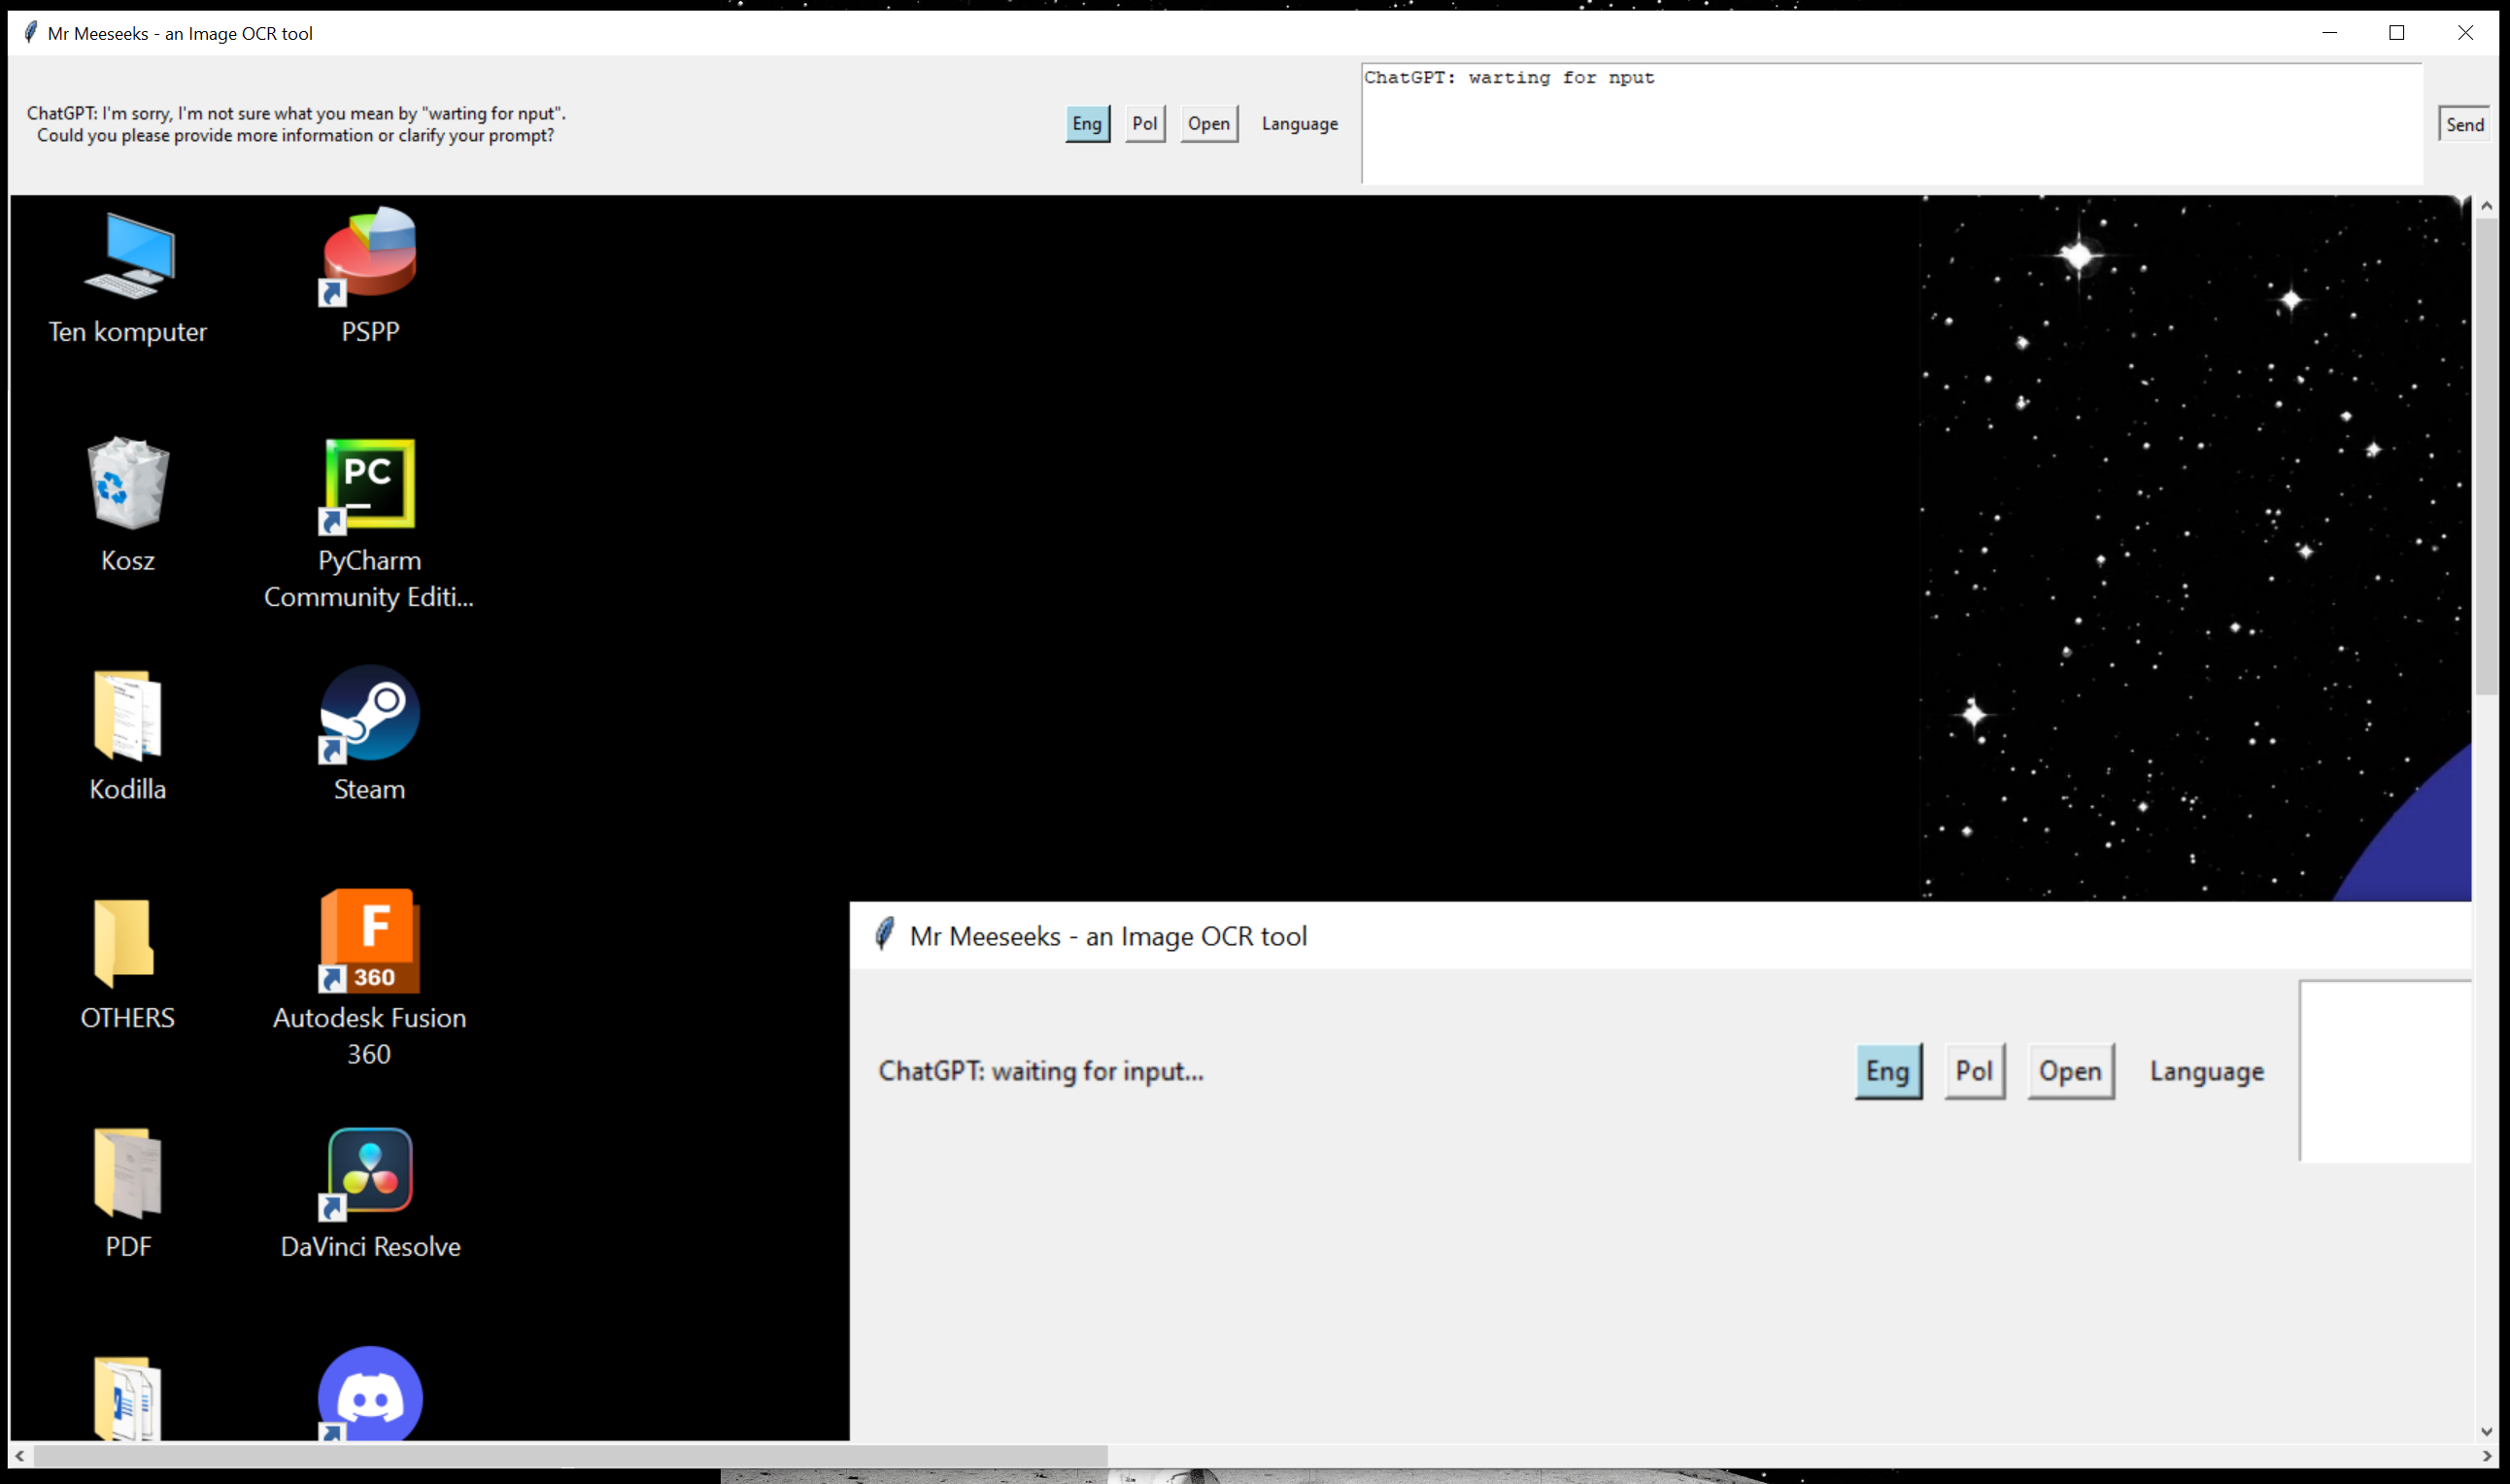 Mr Meeseeks - an Image OCR tool
ChatGPT: I'm sorry, I'm not sure what you mean by "warting for nput".
Could you please provide more information or clarify your prompt?
Eng
Pol
Open
Language
ChatGPT: warting for nput
Send
Ten komputer
PSPP
Kosz
PC
PyCharm
Community Editi...
Kodilla
Steam
OTHERS
F
360
Autodesk Fusion
360
PDF
DaVinci Resolve
Mr Meeseeks - an Image OCR tool
ChatGPT: waiting for input...
Eng
Pol
Open
Language